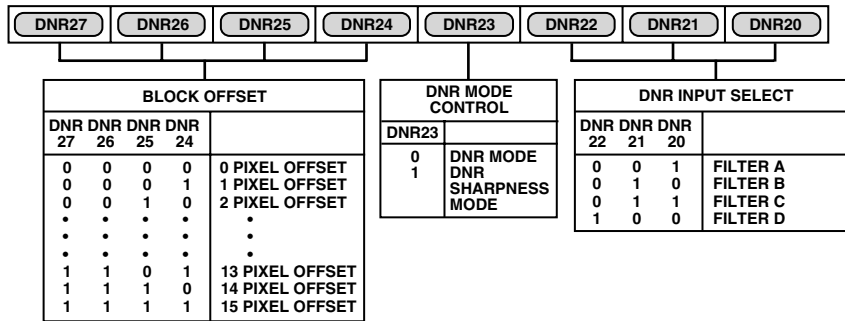 DNR27 DNR26 DNR25 DNR24 DNR23 DNR22 DNR21 DNR20
BLOCK OFFSET
DNR DNR DNR DNR
27 26 25 24
0 0 0 0 0 PIXEL OFFSET
0 0 0 1 1 PIXEL OFFSET
0 0 1 0 2 PIXEL OFFSET
• • • • •
• • • • •
• • • • •
1 1 0 1 13 PIXEL OFFSET
1 1 1 0 14 PIXEL OFFSET
1 1 1 1 15 PIXEL OFFSET
DNR MODE
CONTROL
DNR23
0 DNR MODE
1 DNR
SHARPNESS
MODE
DNR INPUT SELECT
DNR DNR DNR
22 21 20
0 0 1 FILTER A
0 1 0 FILTER B
0 1 1 FILTER C
1 0 0 FILTER D